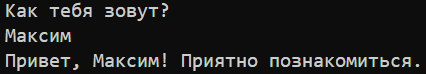 Как тебя зовут?
Максим
Привет, Максим! Приятно познакомиться.